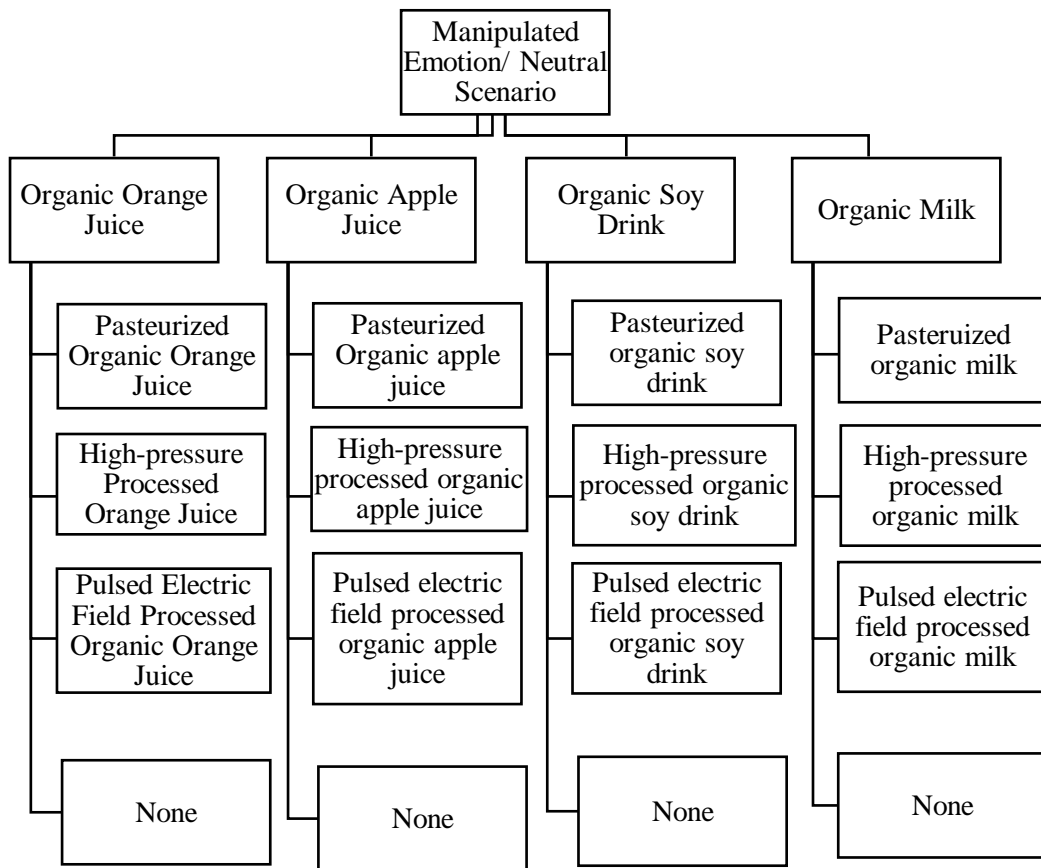 Manipulated
Emotion/ Neutral
Scenario
Organic Orange
Juice
Organic Apple
Juice
Organic Soy
Drink
Organic Milk
Pasteurized
Organic Orange
Juice
High-pressure
Processed
Orange Juice
Pulsed Electric
Field Processed
Organic Orange
Juice
None
Pasteurized
Organic apple
juice
High-pressure
processed organic
apple juice
Pulsed electric
field processed
organic apple
juice
None
Pasteurized
organic soy
drink
High-pressure
processed organic
soy drink
Pulsed electric
field processed
organic soy
drink
None
Pasteruized
organic milk
High-pressure
processed
organic milk
Pulsed electric
field processed
organic milk
None